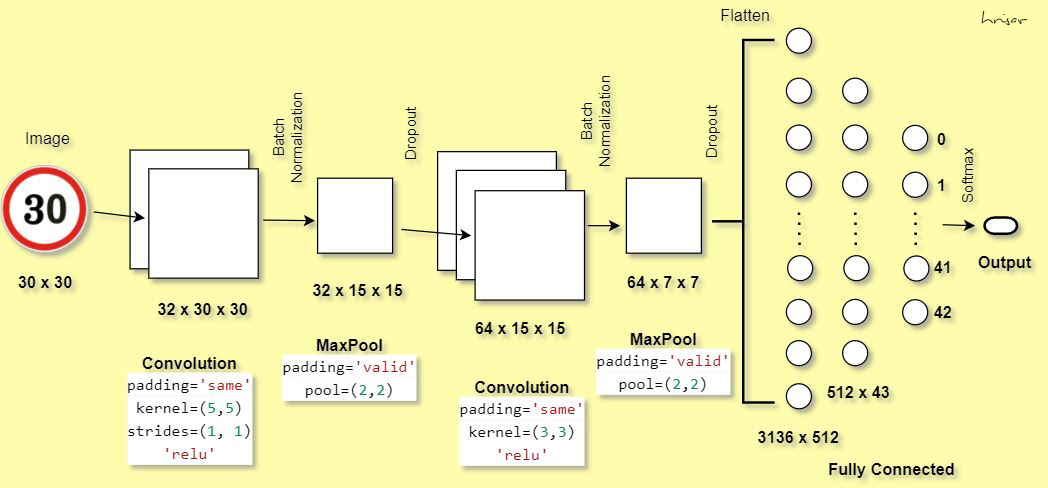 Flatten
hrisar
Image
30
30 x 30
32 x 30 x 30
Convolution
padding='same'
kernel=(5,5)
strides=(1, 1)
'relu'
Batch
Normalization
32 x 15 x 15
MaxPool
padding='valid'
pool=(2,2)
Dropout
64 x 15 x 15
Convolution
padding='same'
kernel=(3,3)
'relu'
Batch
Normalization
64 x 7 x 7
MaxPool
padding='valid'
pool=(2,2)
Dropout
3136 x 512
512 x 43
0
1
41
42
Fully Connected
Softmax
Output